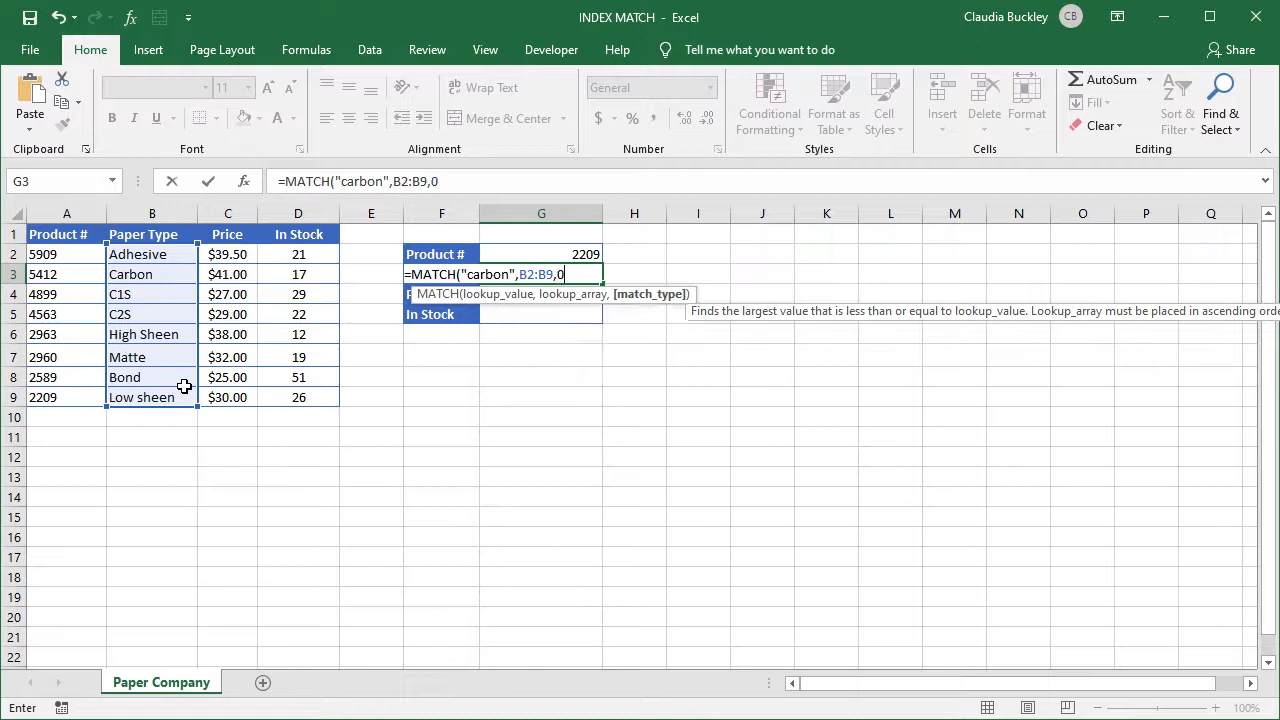 INDEX MATCH - Excel
Claudia Buckley
CB
File Home Insert Page Layout Formulas Data Review View Developer Help Tell me what you want to do Share
Paste
Clipboard
11
B I U A
Font
Wrap Text
Merge & Center
Alignment
General
$ % ,
Number
Conditional Formatting
Format as Table
Cell Styles
Styles
Insert Delete Format
Cells
AutoSum
Fill
Clear
Sort & Filter
Find & Select
Editing
G3 fx =MATCH("carbon",B2:B9,0
A B C D E F G H I J K L M N O P Q
1 Product # Paper Type Price In Stock
2 5909 Adhesive $39.50 21 Product # 2209
3 5412 Carbon $41.00 17 =MATCH("carbon",B2:B9,0
4 4899 C1S $27.00 29 MATCH(lookup_value, lookup_array, [match_type])
Finds the largest value that is less than or equal to lookup_value. Lookup_array must be placed in ascending orde
5 4563 C2S $29.00 22 In Stock
6 2963 High Sheen $38.00 12
7 2960 Matte $32.00 19
8 2589 Bond $25.00 51
9 2209 Low sheen $30.00 26
10
11
12
13
14
15
16
17
18
19
20
21
22
Paper Company
Enter
100%